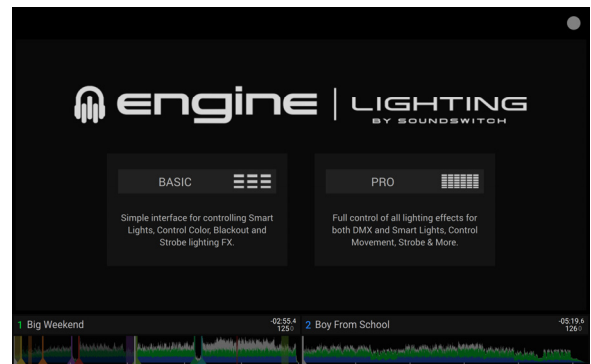 engine LIGHTING
BY SOUNDSWITCH
BASIC
Simple interface for controlling Smart
Lights, Control Color, Blackout and
Strobe lighting FX.
PRO
Full control of all lighting effects for
both DMX and Smart Lights, Control
Movement, Strobe & More.
1 Big Weekend
-02:55.4
125.0
2 Boy From School
-05:19.6
126.0